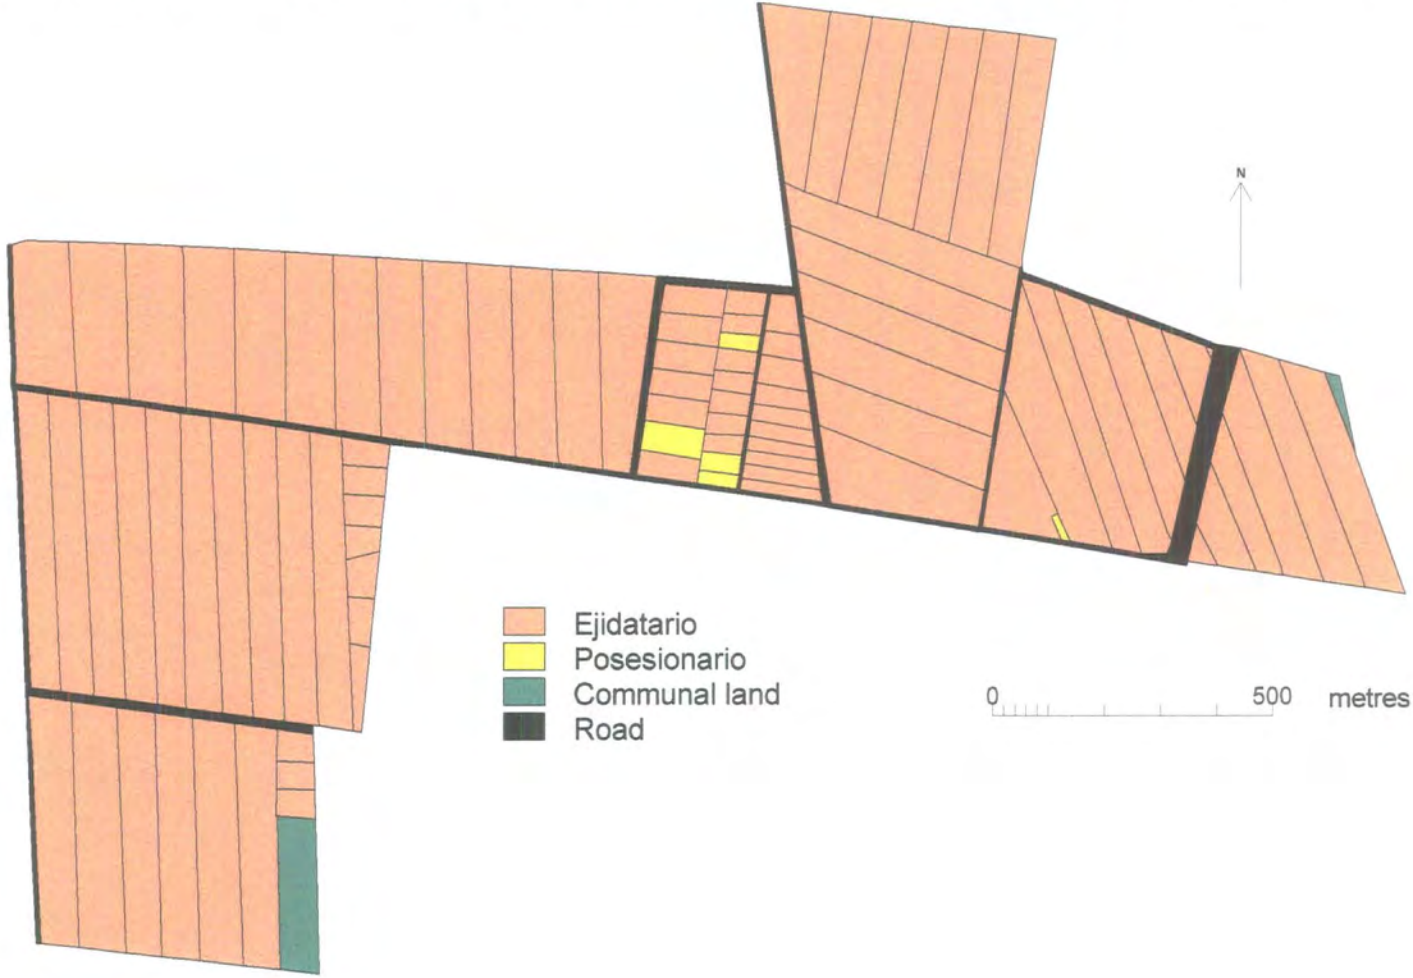 N
Ejidatario
Posesionario
Communal land
Road
0 500 metres